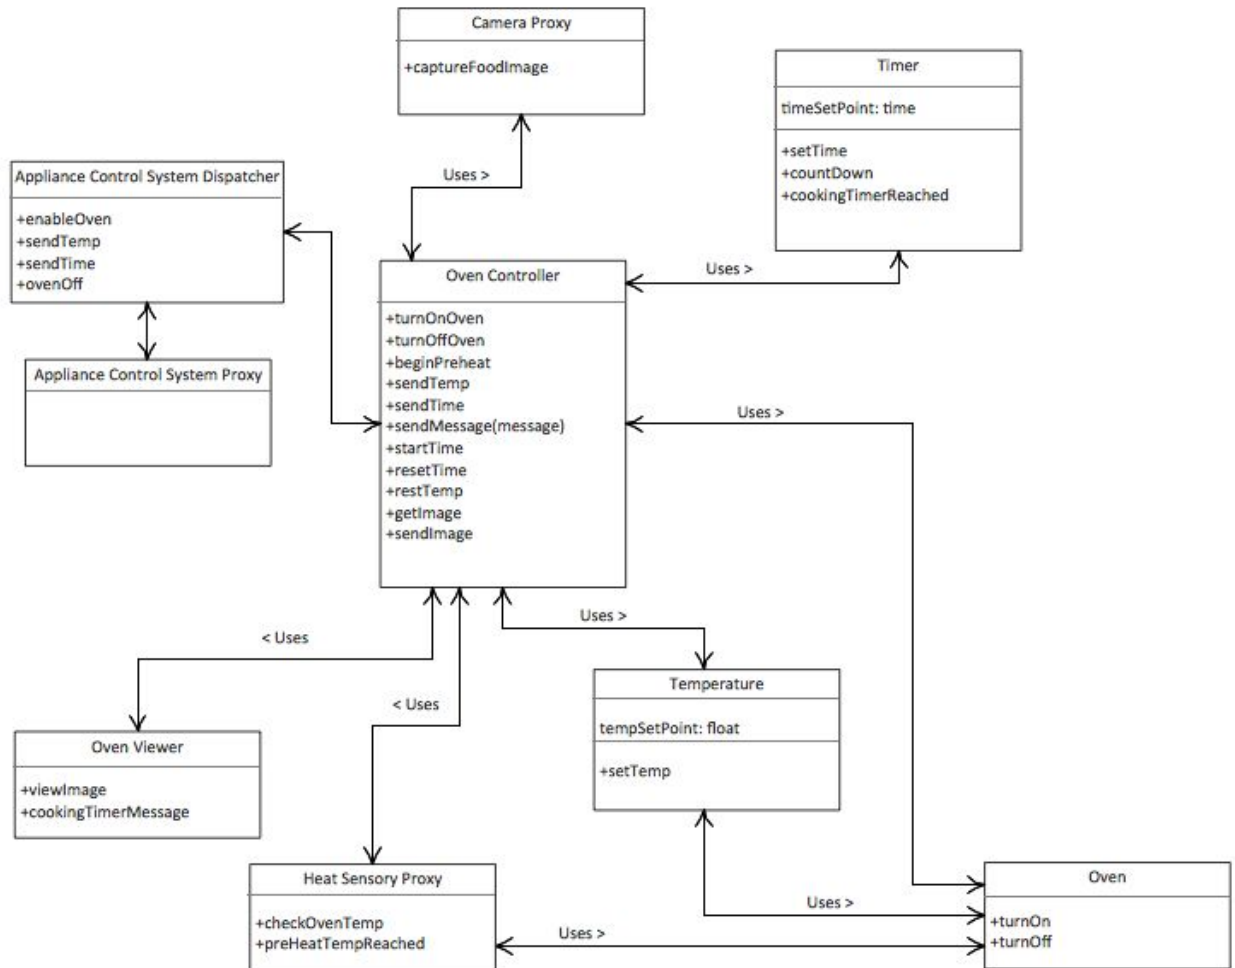 Camera Proxy
+captureFoodImage
Timer
timeSetPoint: time
+setTime
+countDown
+cookingTimerReached
Uses >
Appliance Control System Dispatcher
+enableOven
+sendTemp
+sendTime
+ovenOff
Uses >
Oven Controller
+turnOnOven
+turnOffOven
+beginPreheat
+sendTemp
+sendTime
+sendMessage(message)
+startTime
+resetTime
+restTemp
+getImage
+sendImage
Appliance Control System Proxy
Uses >
Uses >
< Uses
< Uses
Temperature
tempSetPoint: float
+setTemp
Oven Viewer
+viewImage
+cookingTimerMessage
Heat Sensory Proxy
+checkOvenTemp
+preHeatTempReached
Uses >
Uses >
Oven
+turnOn
+turnOff